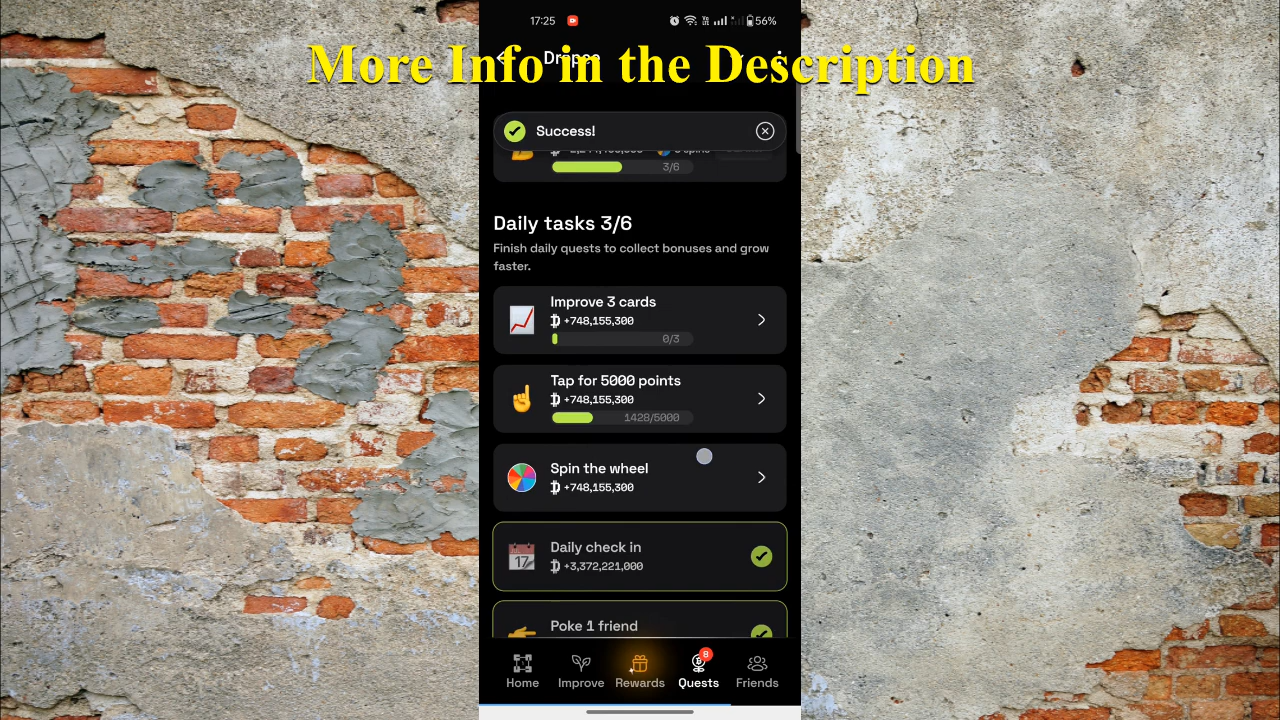 17:25
56%
More Info in the Description
Success!
3/6
Daily tasks 3/6
Finish daily quests to collect bonuses and grow
faster.
Improve 3 cards
+748,155,300
0/3
Tap for 5000 points
+748,155,300
1428/5000
Spin the wheel
+748,155,300
17
Daily check in
+3,372,221,000
Poke 1 friend
8
Home
Improve
Rewards
Quests
Friends